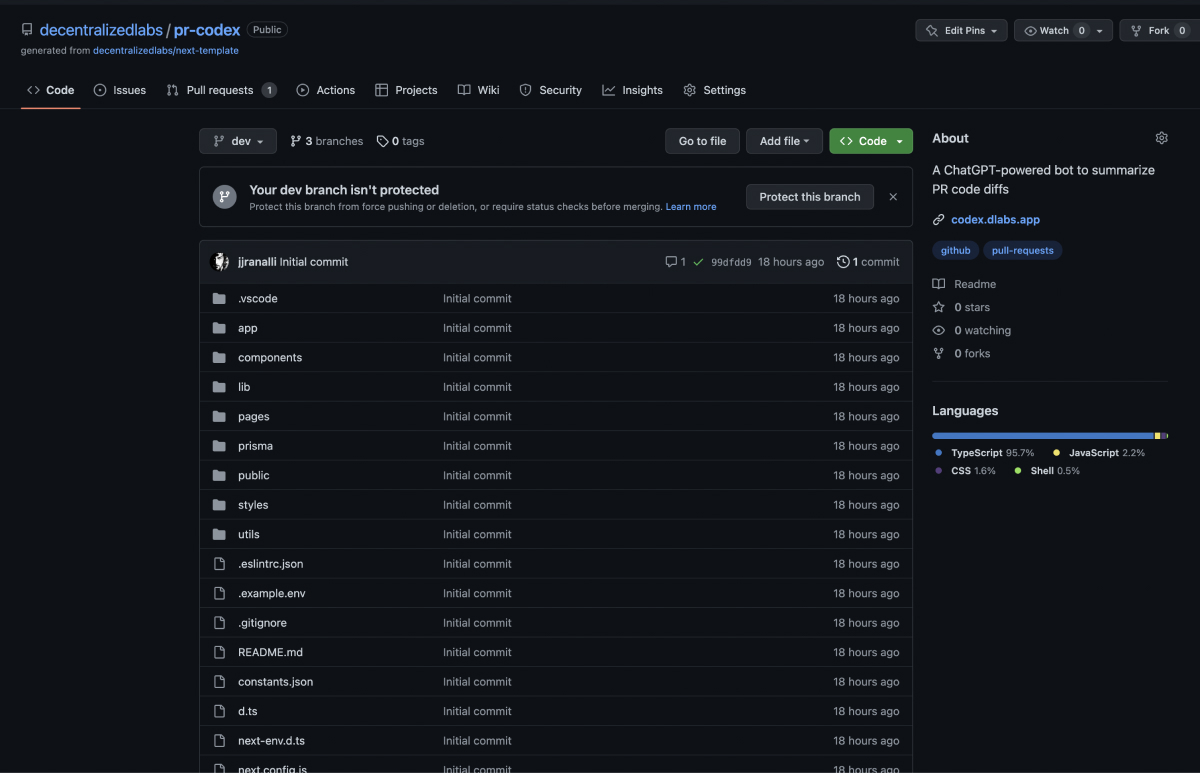 decentralizedlabs / pr-codex Public
Edit Pins Watch 0 Fork 0
generated from decentralizedlabs/next-template
Code Issues Pull requests 1 Actions Projects Wiki Security Insights Settings
dev 3 branches 0 tags Go to file Add file Code
Your dev branch isn't protected
Protect this branch from force pushing or deletion, or require status checks before merging. Learn more
Protect this branch
jjranalli Initial commit 1 99dfdd9 18 hours ago 1 commit
.vscode Initial commit 18 hours ago
app Initial commit 18 hours ago
components Initial commit 18 hours ago
lib Initial commit 18 hours ago
pages Initial commit 18 hours ago
prisma Initial commit 18 hours ago
public Initial commit 18 hours ago
styles Initial commit 18 hours ago
utils Initial commit 18 hours ago
.eslintrc.json Initial commit 18 hours ago
.example.env Initial commit 18 hours ago
.gitignore Initial commit 18 hours ago
README.md Initial commit 18 hours ago
constants.json Initial commit 18 hours ago
d.ts Initial commit 18 hours ago
next-env.d.ts Initial commit 18 hours ago
next.config.js Initial commit 18 hours ago
About
A ChatGPT-powered bot to summarize
PR code diffs
codex.dlabs.app
github pull-requests
Readme
0 stars
0 watching
0 forks
Languages
TypeScript 95.7% JavaScript 2.2%
CSS 1.6% Shell 0.5%